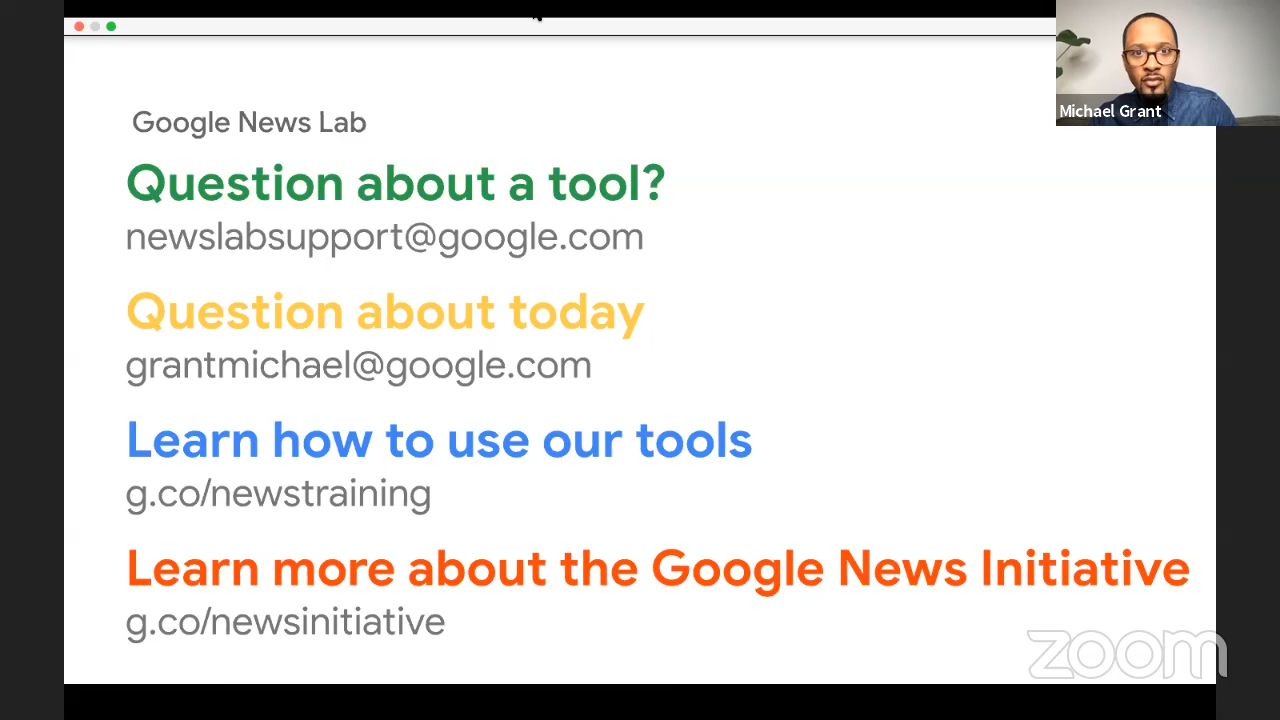 Michael Grant
Google News Lab
Question about a tool?
newslabsupport@google.com
Question about today
grantmichael@google.com
Learn how to use our tools
g.co/newstraining
Learn more about the Google News Initiative
g.co/newsinitiative
zoom